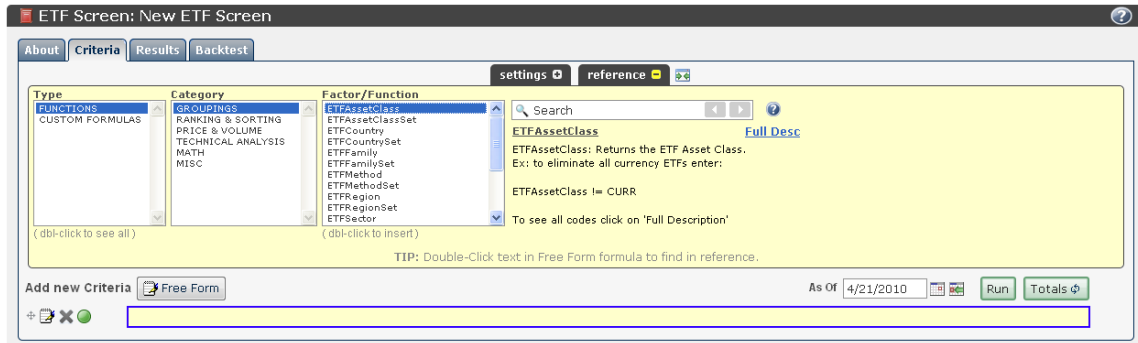 ETF Screen: New ETF Screen
About Criteria Results Backtest
settings reference
Type Category Factor/Function
FUNCTIONS
CUSTOM FORMULAS
GROUPINGS
RANKING & SORTING
PRICE & VOLUME
TECHNICAL ANALYSIS
MATH
MISC
ETFAssetClass
ETFAssetClassSet
ETFCountry
ETFCountrySet
ETFFamily
ETFFamilySet
ETFMethod
ETFMethodSet
ETFRegion
ETFRegionSet
ETFSector
Search
ETFAssetClass Full Desc
ETFAssetClass: Returns the ETF Asset Class.
Ex: to eliminate all currency ETFs enter:
ETFAssetClass != CURR
To see all codes click on 'Full Description'
(dbl-click to see all) (dbl-click to insert)
TIP: Double-Click text in Free Form formula to find in reference.
Add new Criteria Free Form As Of 4/21/2010 Run Totals